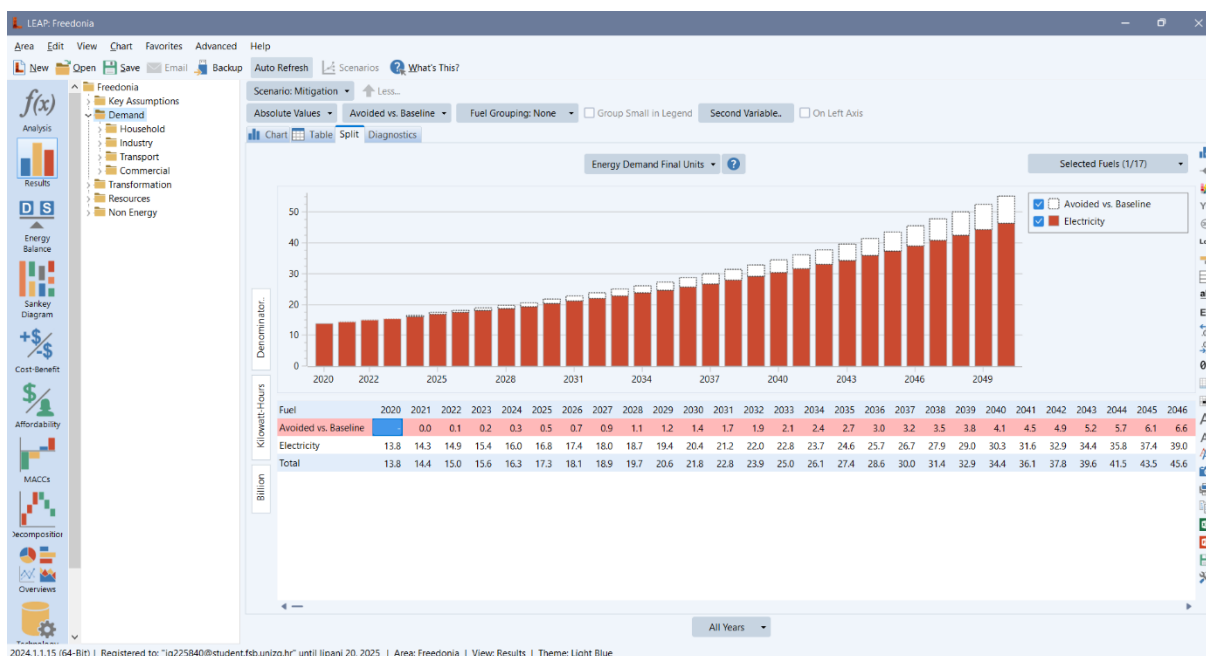 LEAP: Freedonia
Area Edit View Chart Favorites Advanced Help
New Open Save Email Backup Auto Refresh Scenarios What's This?
Analysis
Results
Energy
Balance
Sankey
Diagram
Cost-Benefit
Affordability
MACCs
Decomposition
Overviews
Freedonia
Key Assumptions
Demand
Household
Industry
Transport
Commercial
Transformation
Resources
Non Energy
Scenario: Mitigation Less..
Absolute Values Avoided vs. Baseline Fuel Grouping: None Group Small in Legend Second Variable.. On Left Axis
Chart Table Split Diagnostics
Energy Demand Final Units ? Selected Fuels (1/17)
Avoided vs. Baseline
Electricity
50
40
30
20
10
0
2020 2022 2025 2028 2031 2034 2037 2040 2043 2046 2049
Denominator..
Kilowatt-Hours
Billion
Fuel 2020 2021 2022 2023 2024 2025 2026 2027 2028 2029 2030 2031 2032 2033 2034 2035 2036 2037 2038 2039 2040 2041 2042 2043 2044 2045 2046
Avoided vs. Baseline - 0.0 0.1 0.2 0.3 0.5 0.7 0.9 1.1 1.2 1.4 1.7 1.9 2.1 2.4 2.7 3.0 3.2 3.5 3.8 4.1 4.5 4.9 5.2 5.7 6.1 6.6
Electricity 13.8 14.3 14.9 15.4 16.0 16.8 17.4 18.0 18.7 19.4 20.4 21.2 22.0 22.8 23.7 24.6 25.7 26.7 27.9 29.0 30.3 31.6 32.9 34.4 35.8 37.4 39.0
Total 13.8 14.4 15.0 15.6 16.3 17.3 18.1 18.9 19.7 20.6 21.8 22.8 23.9 25.0 26.1 27.4 28.6 30.0 31.4 32.9 34.4 36.1 37.8 39.6 41.5 43.5 45.6
All Years
2024.1.1.15 (64-Bit) | Registered to: "ig225840@student.fsb.unizg.hr" until lipanj 20, 2025 | Area: Freedonia | View: Results | Theme: Light Blue